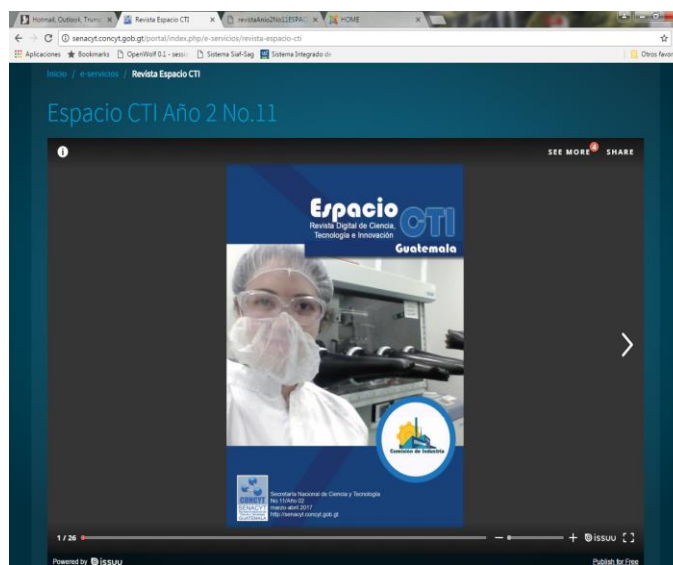 Hotmail, Outlook, Trump
Revista Espacio CTI
revistaAnio2No11ESPAC
HOME
senacyt.concyt.gob.gt/portal/index.php/e-servicios/revista-espacio-cti
Aplicaciones
Bookmarks
OpenWolf 0.1 - sessi
Sistema Siaf-Sag
Sistema Integrado de
Otros favor
Inicio / e-servicios / Revista Espacio CTI
Espacio CTI Año 2 No.11
SEE MORE 4 SHARE
Espacio CTI
Revista Digital de Ciencia,
Tecnología e Innovación
Guatemala
Comisión de Industria
CONCYT
SENACYT
GUATEMALA
Secretaría Nacional de Ciencia y Tecnología
No 11/Año 02
marzo-abril 2017
http://senacyt.concyt.gob.gt
1 / 26
issuu
Powered by issuu
Publish for Free